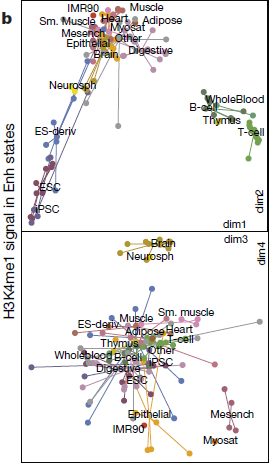 b
H3K4me1 signal in Enh states
IMR90 Muscle
Sm. Muscle Heart Adipose
Mesench Myosat
Epithelial Other
Brain Digestive
Neurosph
ES-deriv
ESC
iPSC
WholeBlood
B-cell
Thymus
T-cell
dim2
dim1
dim3
dim4
Brain
Neurosph
Sm. muscle
Muscle
ES-deriv
Adipose Heart
Thymus T-cell
Other
Wholeblood B-cell
Digestive iPSC
ESC
Epithelial
IMR90
Mesench
Myosat